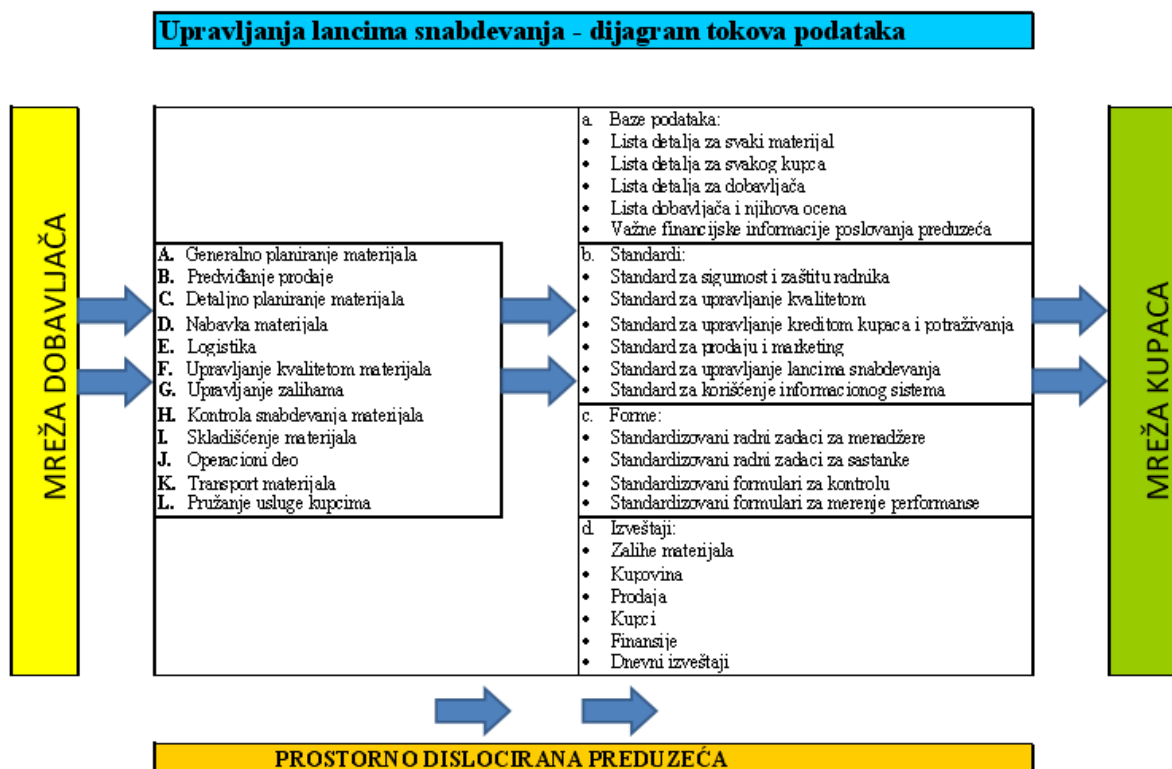 Upravljanja lancima snabdevanja - dijagram tokova podataka
MREŽA DOBAVLJAČA
A. Generalno planiranje materijala
B. Predviđanje prodaje
C. Detaljno planiranje materijala
D. Nabavka materijala
E. Logistika
F. Upravljanje kvalitetom materijala
G. Upravljanje zalihama
H. Kontrola snabdevanja materijala
I. Skladišćenje materijala
J. Operacioni deo
K. Transport materijala
L. Pružanje usluge kupcima
a. Baze podataka:
• Lista detalja za svaki materijal
• Lista detalja za svakog kupca
• Lista detalja za dobavljača
• Lista dobavljača i njihova ocena
• Važne financijske informacije poslovanja preduzeća
b. Standardi:
• Standard za sigurnost i zaštitu radnika
• Standard za upravljanje kvalitetom
• Standard za upravljanje kreditom kupaca i potraživanja
• Standard za prodaju i marketing
• Standard za upravljanje lancima snabdevanja
• Standard za korišćenje informacionog sistema
c. Forme:
• Standardizovani radni zadaci za menadžere
• Standardizovani radni zadaci za sastanke
• Standardizovani formulari za kontrolu
• Standardizovani formulari za merenje performanse
d. Izveštaji:
• Zalihe materijala
• Kupovina
• Prodaja
• Kupci
• Finansije
• Dnevni izveštaji
MREŽA KUPACA
PROSTORNO DISLOCIRANA PREDUZEĆA